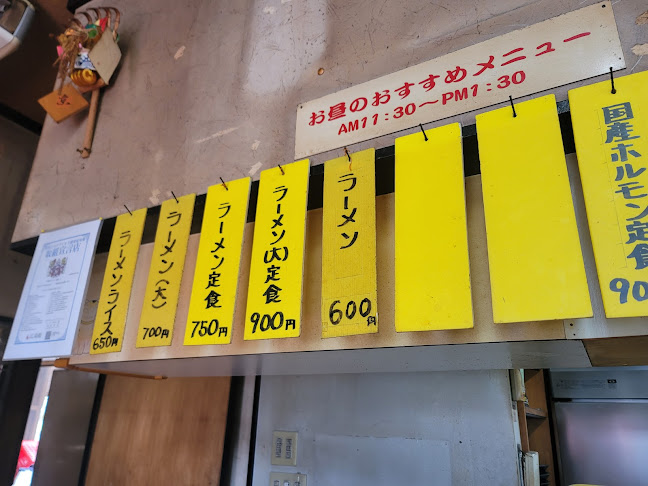 お昼のおすすめメニュー
AM11:30～PM1:30
ラーメンライス
650円
ラーメン(大)
700円
ラーメン定食
750円
ラーメン(大)定食
900円
ラーメン
600円
国産ホルモン定食